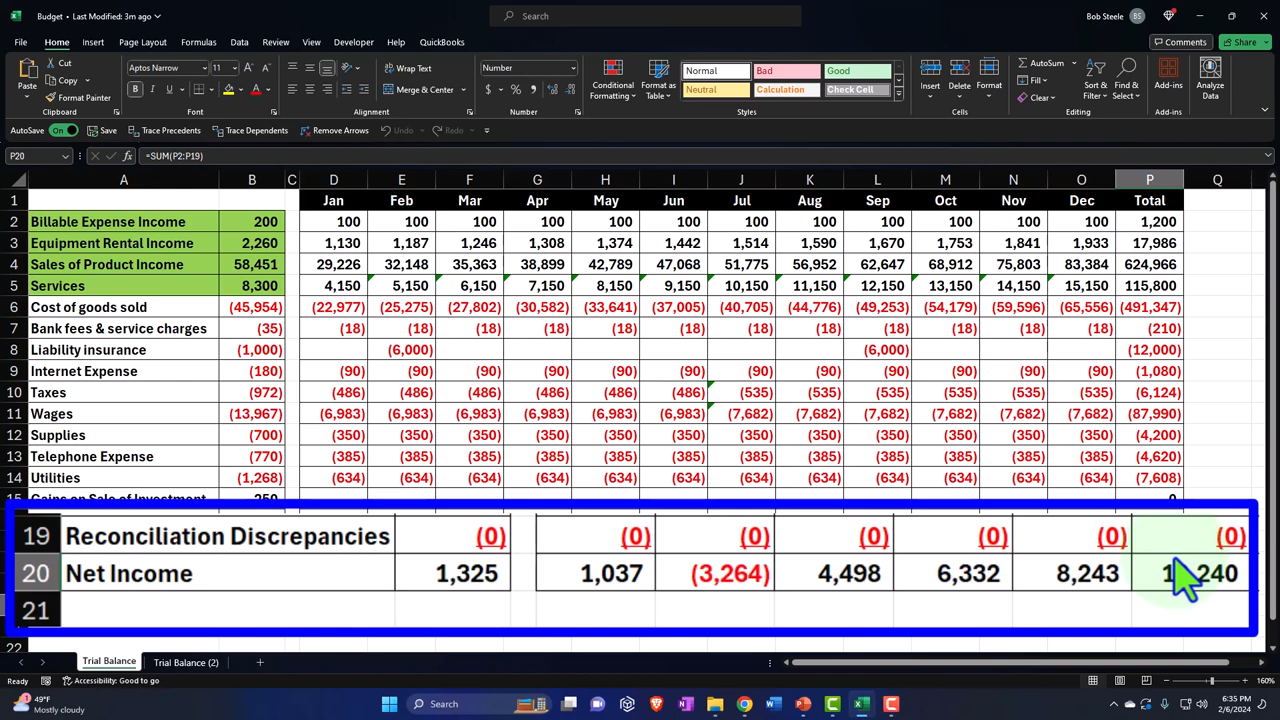 Budget • Last Modified: 3m ago
Search
Bob Steele BS
File Home Insert Page Layout Formulas Data Review View Developer Help QuickBooks Comments Share
Paste Cut Copy Format Painter Clipboard
Aptos Narrow 11 Font
Wrap Text Merge & Center Alignment
Number Number
Conditional Formatting Format as Table Normal Bad Good Neutral Calculation Check Cell Styles
Insert Delete Format Cells
AutoSum Fill Clear Sort & Filter Find & Select Editing
Add-ins Add-ins
Analyze Data
AutoSave On Save Trace Precedents Trace Dependents Remove Arrows Undo Redo
P20 fx =SUM(P2:P19)
A B C D E F G H I J K L M N O P Q
1 Jan Feb Mar Apr May Jun Jul Aug Sep Oct Nov Dec Total
2 Billable Expense Income 200 100 100 100 100 100 100 100 100 100 100 100 100 1,200
3 Equipment Rental Income 2,260 1,130 1,187 1,246 1,308 1,374 1,442 1,514 1,590 1,670 1,753 1,841 1,933 17,986
4 Sales of Product Income 58,451 29,226 32,148 35,363 38,899 42,789 47,068 51,775 56,952 62,647 68,912 75,803 83,384 624,966
5 Services 8,300 4,150 5,150 6,150 7,150 8,150 9,150 10,150 11,150 12,150 13,150 14,150 15,150 115,800
6 Cost of goods sold (45,954) (22,977) (25,275) (27,802) (30,582) (33,641) (37,005) (40,705) (44,776) (49,253) (54,179) (59,596) (65,556) (491,347)
7 Bank fees & service charges (35) (18) (18) (18) (18) (18) (18) (18) (18) (18) (18) (18) (18) (210)
8 Liability insurance (1,000) (6,000) (6,000) (12,000)
9 Internet Expense (180) (90) (90) (90) (90) (90) (90) (90) (90) (90) (90) (90) (90) (1,080)
10 Taxes (972) (486) (486) (486) (486) (486) (486) (535) (535) (535) (535) (535) (535) (6,124)
11 Wages (13,967) (6,983) (6,983) (6,983) (6,983) (6,983) (6,983) (7,682) (7,682) (7,682) (7,682) (7,682) (7,682) (87,990)
12 Supplies (700) (350) (350) (350) (350) (350) (350) (350) (350) (350) (350) (350) (350) (4,200)
13 Telephone Expense (770) (385) (385) (385) (385) (385) (385) (385) (385) (385) (385) (385) (385) (4,620)
14 Utilities (1,268) (634) (634) (634) (634) (634) (634) (634) (634) (634) (634) (634) (634) (7,608)
15 Gains on Sale of Investment 250 0
19 Reconciliation Discrepancies (0) (0) (0) (0) (0) (0) (0)
20 Net Income 1,325 1,037 (3,264) 4,498 6,332 8,243
21
22
Trial Balance Trial Balance (2)
Ready Accessibility: Good to go 160%
1 49°F Mostly cloudy
Search
6:35 PM
2/6/2024